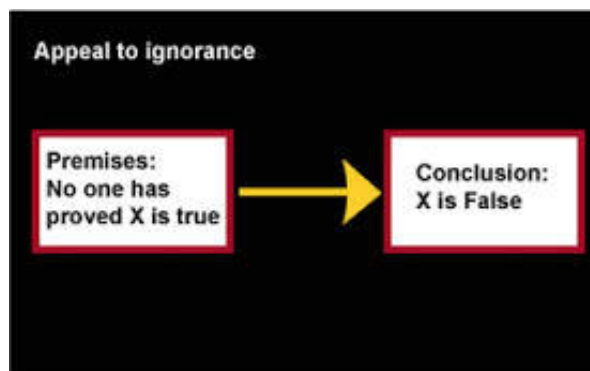 Appeal to ignorance
Premises:
No one has
proved X is true
Conclusion:
X is False